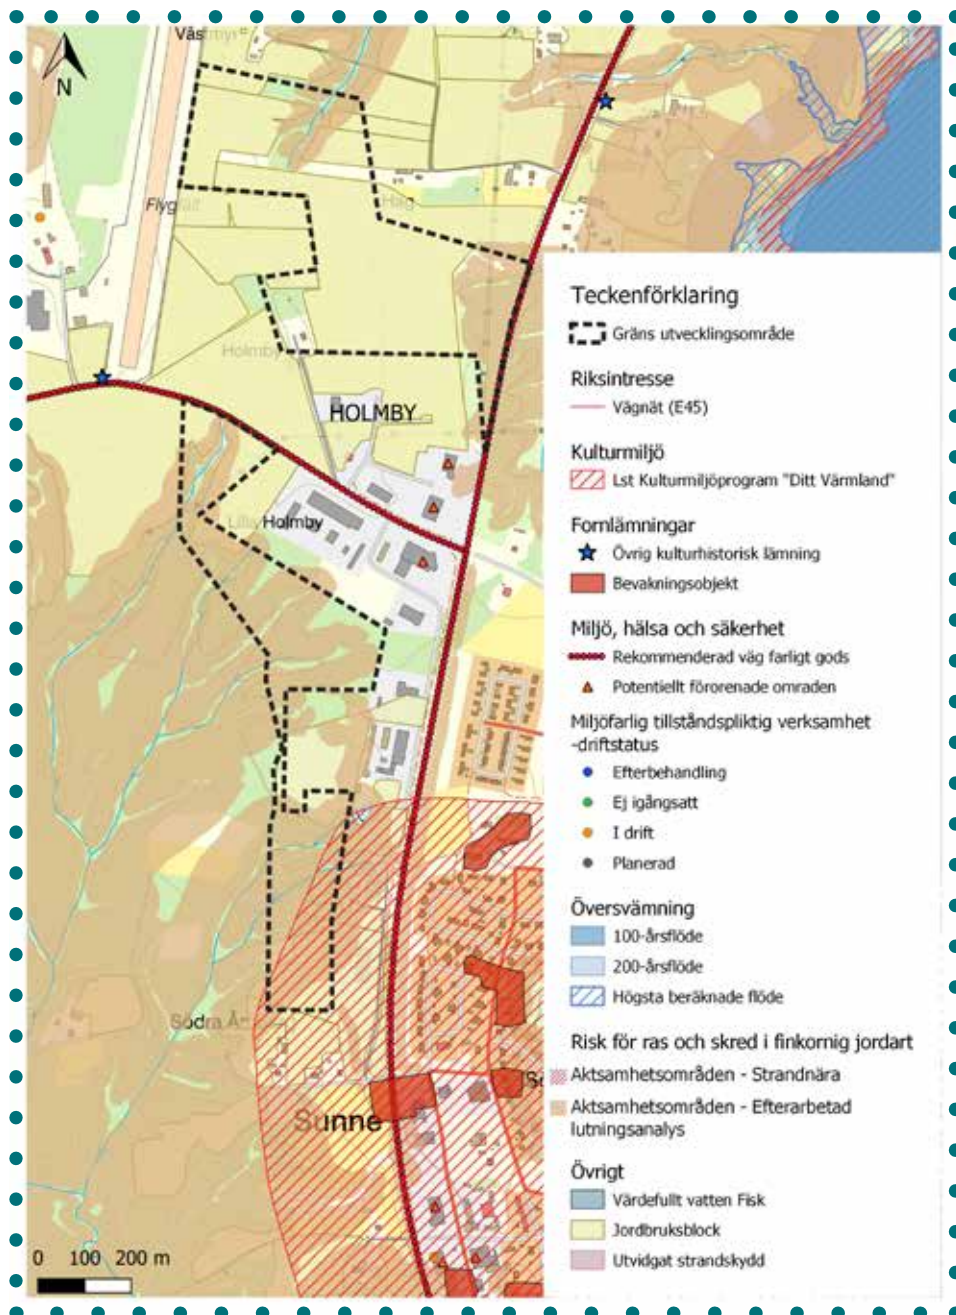 N
Flygfält
HOLMBY
Holmby
Lilla Holmby
Södra Å
Sunne
0 100 200 m
Teckenförklaring
Gräns utvecklingsområde
Riksintresse
Vägnät (E45)
Kulturmiljö
Lst Kulturmiljöprogram "Ditt Värmland"
Fornlämningar
Övrig kulturhistorisk lämning
Bevakningsobjekt
Miljö, hälsa och säkerhet
Rekommenderad väg farligt gods
Potentiellt förorenade omraden
Miljöfarlig tillståndspliktig verksamhet
-driftstatus
Efterbehandling
Ej igångsatt
I drift
Planerad
Översvämning
100-årsflöde
200-årsflöde
Högsta beräknade flöde
Risk för ras och skred i finkornig jordart
Aktsamhetsområden - Strandnära
Aktsamhetsområden - Efterarbetad
lutningsanalys
Övrigt
Värdefullt vatten Fisk
Jordbruksblock
Utvidgat strandskydd